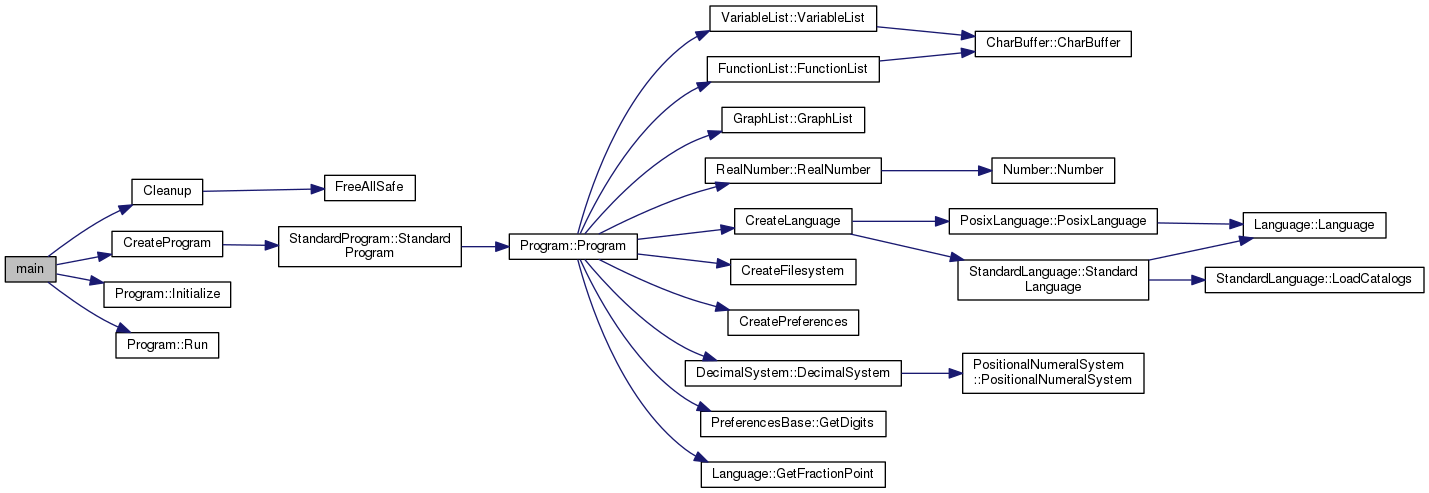 main
Cleanup
CreateProgram
Program::Initialize
Program::Run
FreeAllSafe
StandardProgram::Standard
Program
Program::Program
VariableList::VariableList
FunctionList::FunctionList
GraphList::GraphList
RealNumber::RealNumber
CreateLanguage
CreateFilesystem
CreatePreferences
DecimalSystem::DecimalSystem
PreferencesBase::GetDigits
Language::GetFractionPoint
CharBuffer::CharBuffer
Number::Number
PosixLanguage::PosixLanguage
StandardLanguage::Standard
Language
PositionalNumeralSystem
::PositionalNumeralSystem
Language::Language
StandardLanguage::LoadCatalogs